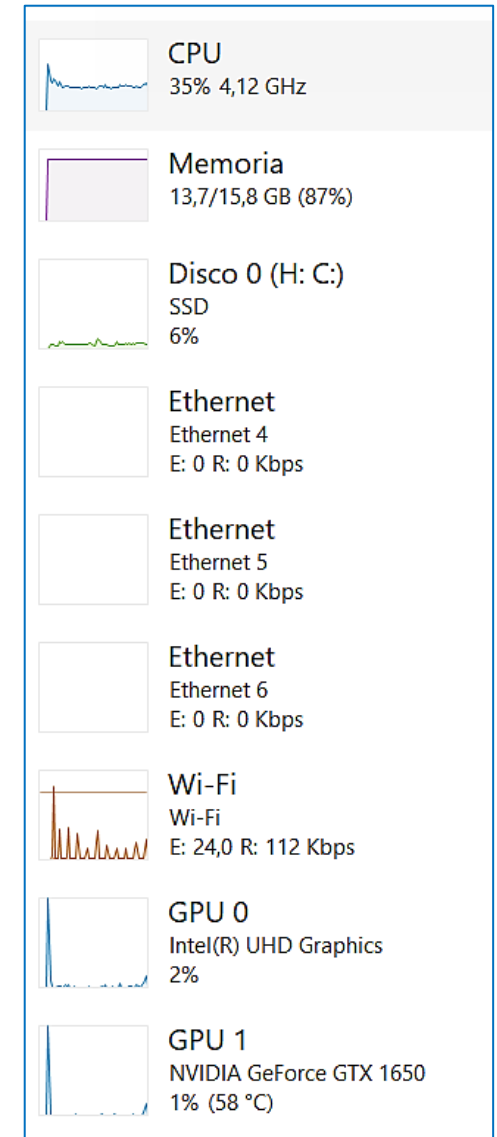 CPU
35% 4,12 GHz
Memoria
13,7/15,8 GB (87%)
Disco 0 (H: C:)
SSD
6%
Ethernet
Ethernet 4
E: 0 R: 0 Kbps
Ethernet
Ethernet 5
E: 0 R: 0 Kbps
Ethernet
Ethernet 6
E: 0 R: 0 Kbps
Wi-Fi
Wi-Fi
E: 24,0 R: 112 Kbps
GPU 0
Intel(R) UHD Graphics
2%
GPU 1
NVIDIA GeForce GTX 1650
1% (58 °C)